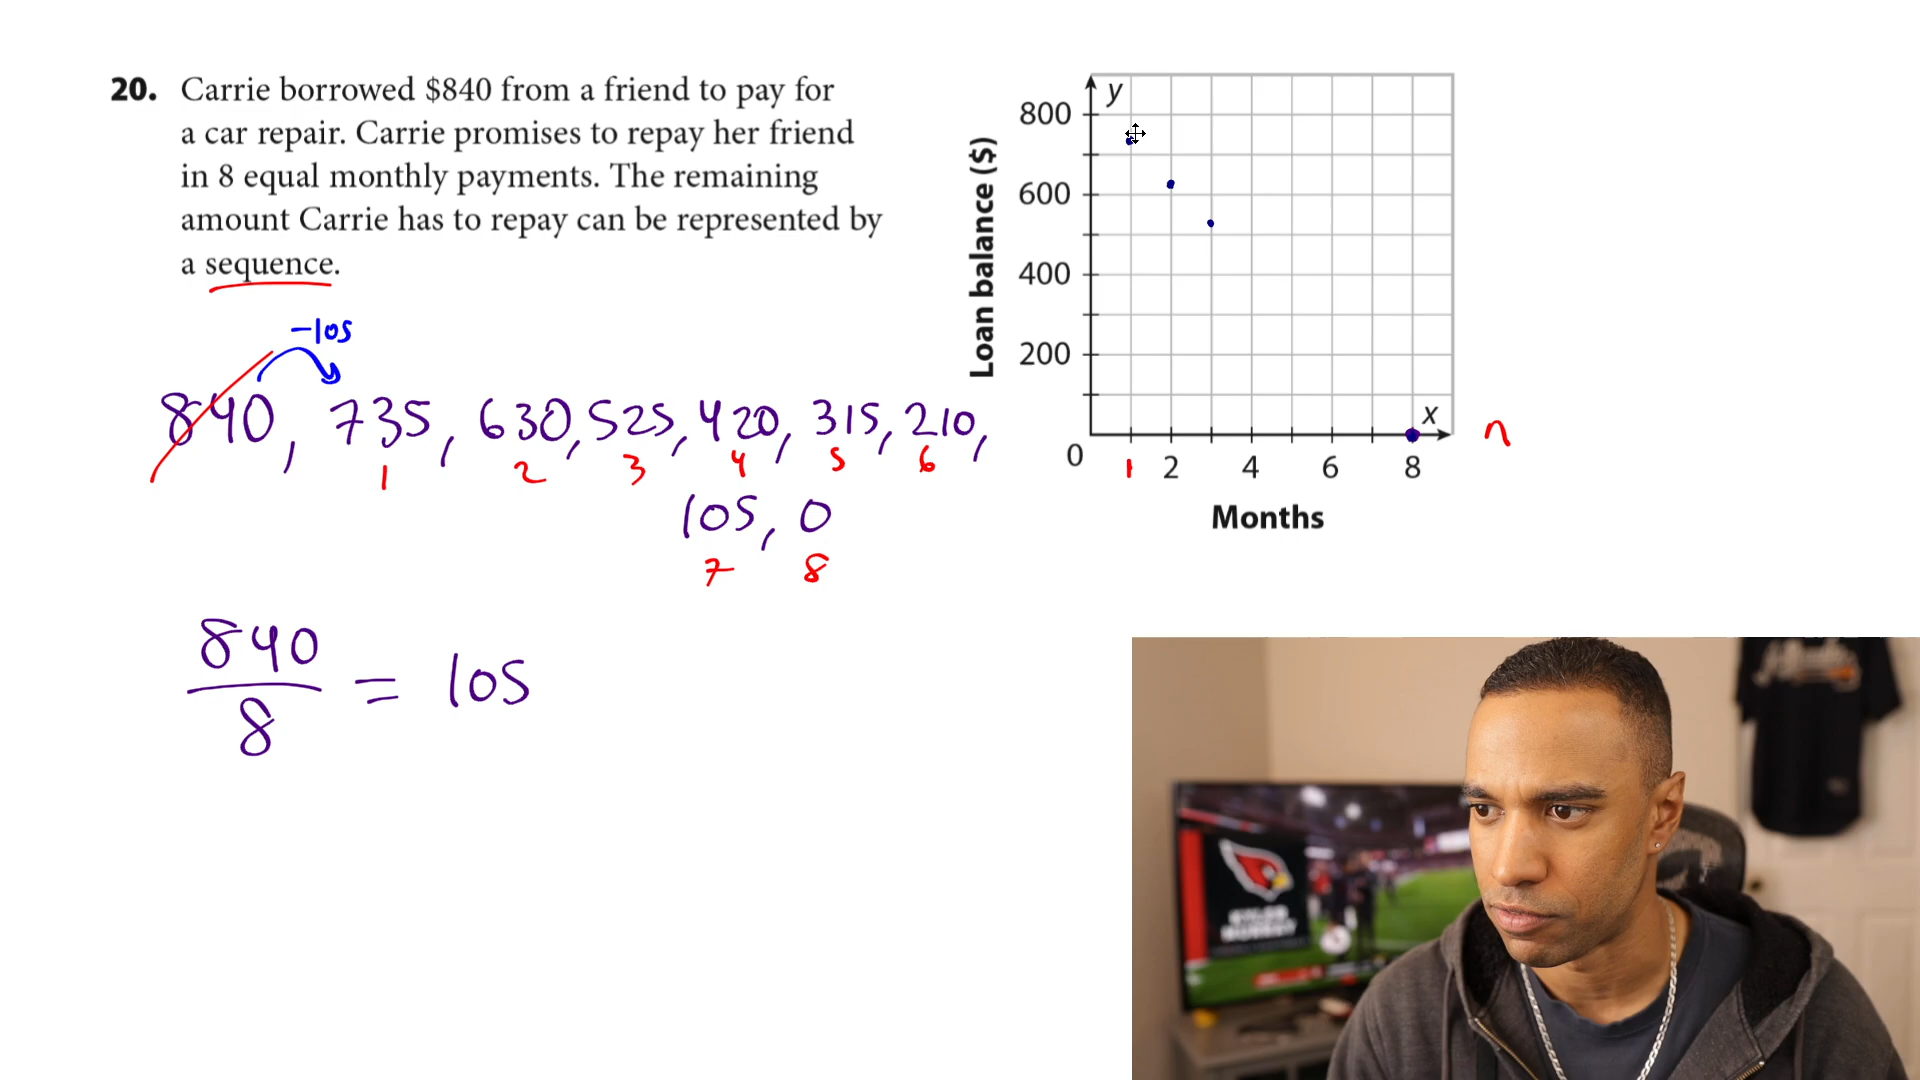 20. Carrie borrowed $840 from a friend to pay for
a car repair. Carrie promises to repay her friend
in 8 equal monthly payments. The remaining
amount Carrie has to repay can be represented by
a sequence.
-105
840, 735, 630, 525, 420, 315, 210,
1 2 3 4 5 6
105, 0
7 8
840
8
= 105
Loan balance ($)
y
800
600
400
200
0
x
n
1 2 4 6 8
Months
KYLER
MURRAY